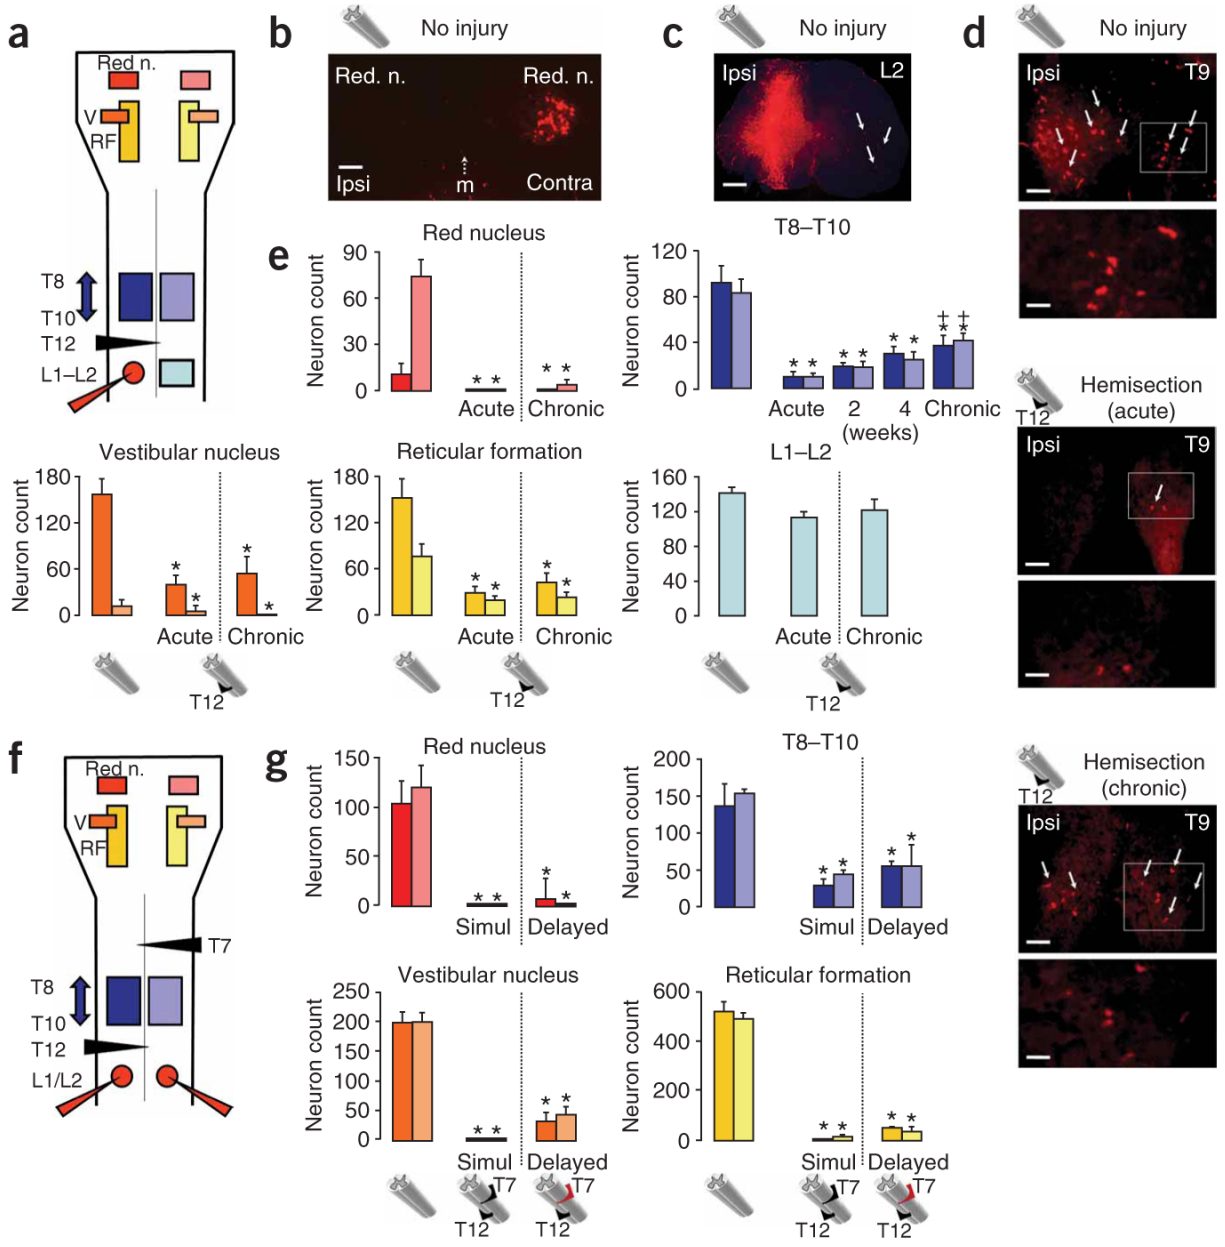 a
Red n.
V
RF
T8
T10
T12
L1–L2
b
No injury
Red. n.
Red. n.
Ipsi
m
Contra
c
No injury
Ipsi
L2
d
No injury
Ipsi
T9
Hemisection
(acute)
T12
Ipsi
T9
Hemisection
(chronic)
T12
Ipsi
T9
e
Red nucleus
Neuron count
90
60
30
0
* *
* *
Acute
Chronic
T8–T10
Neuron count
120
80
40
0
* *
* *
* *
‡ ‡
* *
Acute
2
4
Chronic
(weeks)
Vestibular nucleus
Neuron count
180
120
60
0
*
*
*
*
Acute
Chronic
T12
Reticular formation
Neuron count
180
120
60
0
* *
* *
Acute
Chronic
T12
L1–L2
Neuron count
160
120
80
40
0
Acute
Chronic
T12
f
Red n.
V
RF
T7
T8
T10
T12
L1/L2
g
Red nucleus
Neuron count
150
100
50
0
* *
*
*
Simul
Delayed
T8–T10
Neuron count
200
150
100
50
0
* *
* *
Simul
Delayed
Vestibular nucleus
Neuron count
250
200
150
100
50
0
* *
* *
Simul
Delayed
T7
T12
T7
T12
Reticular formation
Neuron count
600
400
200
0
* *
* *
Simul
Delayed
T7
T12
T7
T12